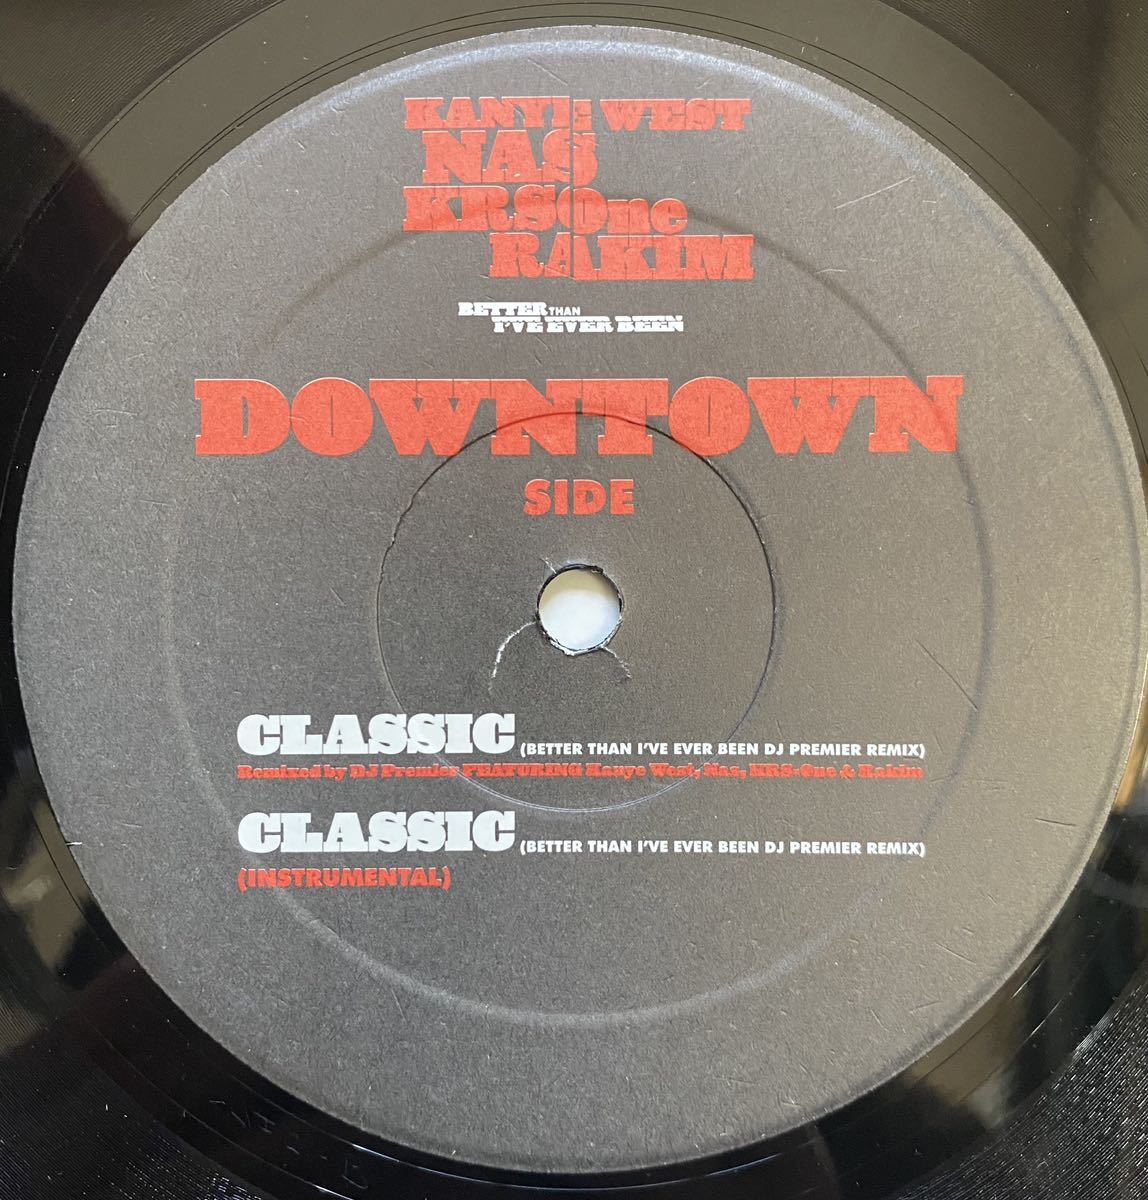 KANYE WEST
NAS
KRSOne
RAKIM
BETTER THAN
I'VE EVER BEEN
DOWNTOWN
SIDE
CLASSIC (BETTER THAN I'VE EVER BEEN DJ PREMIER REMIX)
Remixed by DJ Premier FEATURING Kanye West, Nas, KRS-One & Rakim
CLASSIC (BETTER THAN I'VE EVER BEEN DJ PREMIER REMIX)
(INSTRUMENTAL)